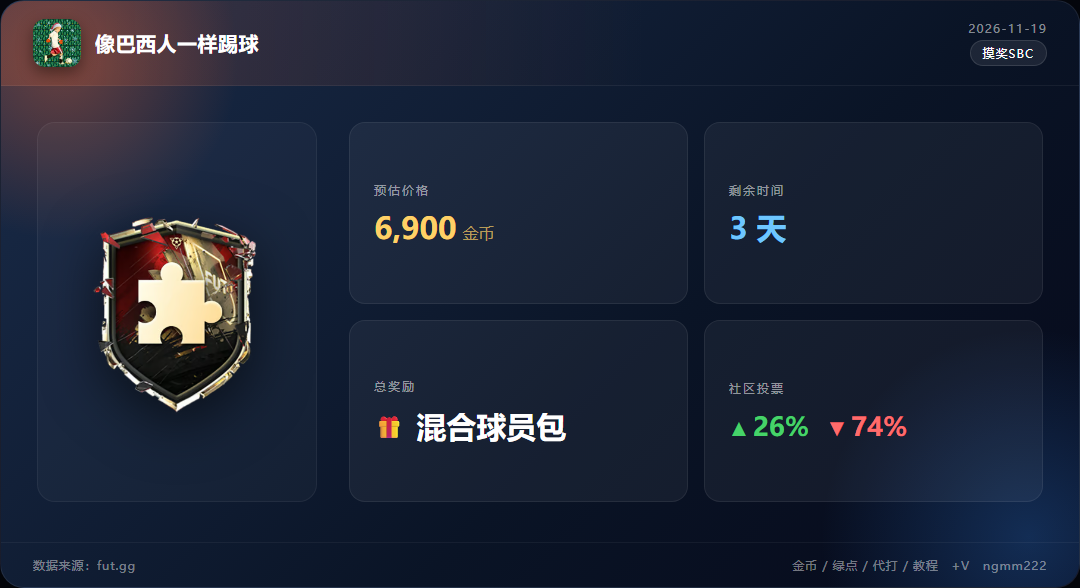 像巴西人一样踢球
2026-11-19
摸奖SBC
预估价格
6,900 金币
剩余时间
3 天
总奖励
混合球员包
社区投票
▲26% ▼74%
数据来源：fut.gg
金币 / 绿点 / 代打 / 教程 +V ngmm222